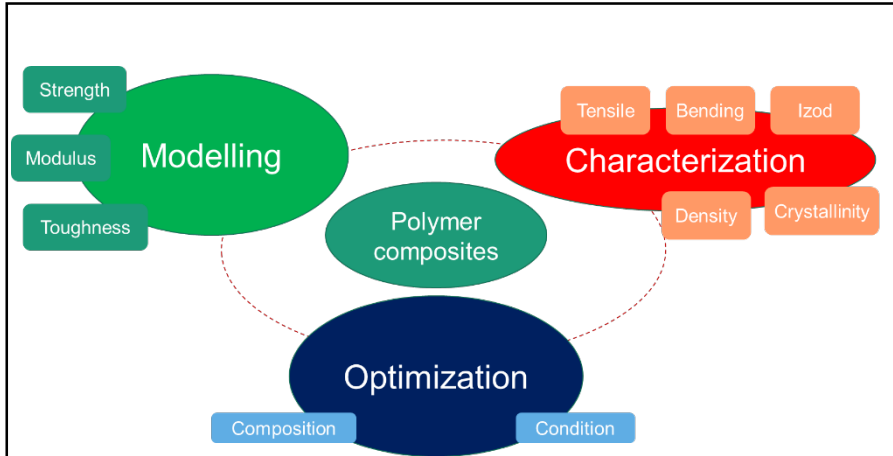 Strength
Modelling
Modulus
Toughness
Tensile
Bending
Izod
Characterization
Density
Crystallinity
Polymer
composites
Optimization
Composition
Condition